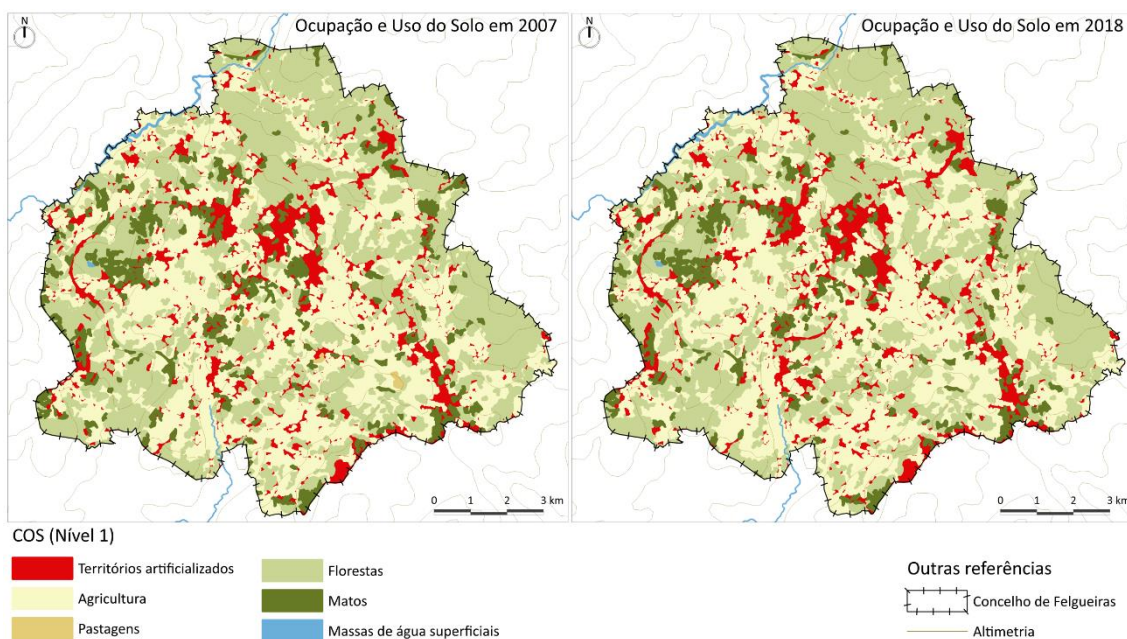 N
Ocupação e Uso do Solo em 2007
0 1 2 3 km
N
Ocupação e Uso do Solo em 2018
0 1 2 3 km
COS (Nível 1)
Territórios artificializados
Agricultura
Pastagens
Florestas
Matos
Massas de água superficiais
Outras referências
Concelho de Felgueiras
Altimetria